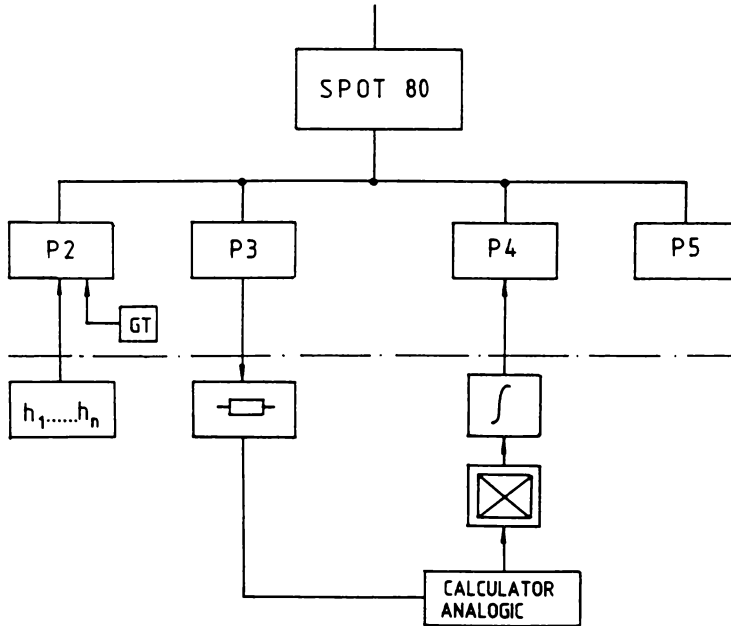 SPOT 80
P2
P3
P4
P5
GT
h1......hn
∫
CALCULATOR
ANALOGIC